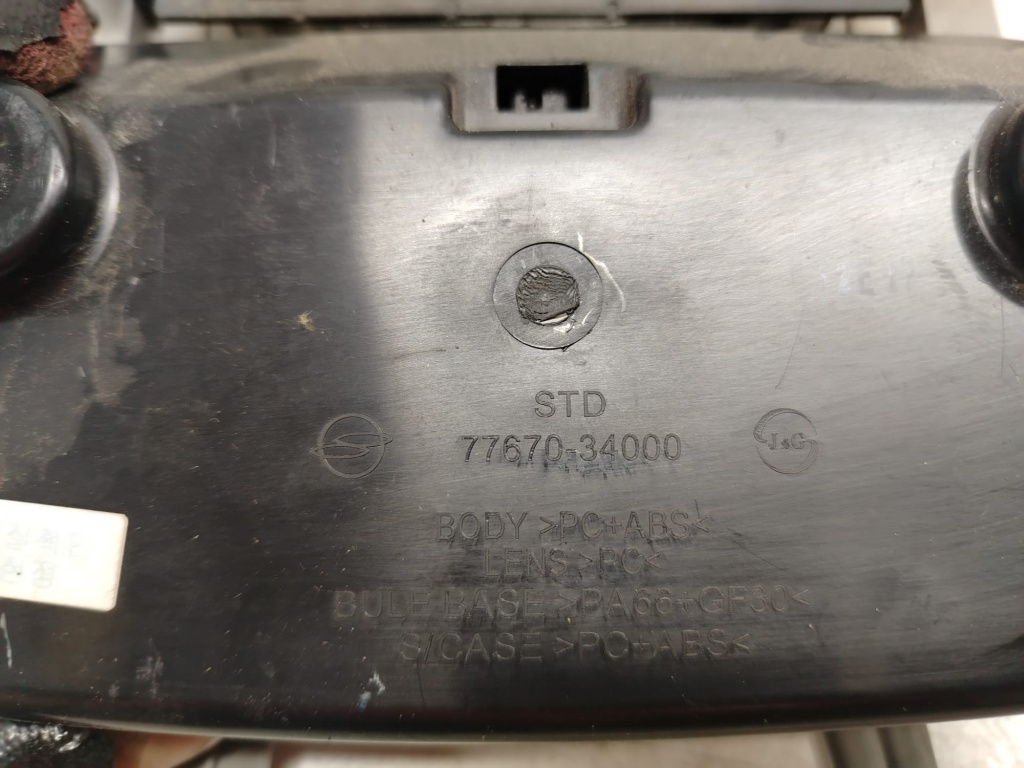 STD
77670-34000
J&G
BODY >PC+ABS<
LENS >PC<
BULB BASE >PA66+GF30<
S/CASE >PC+ABS<